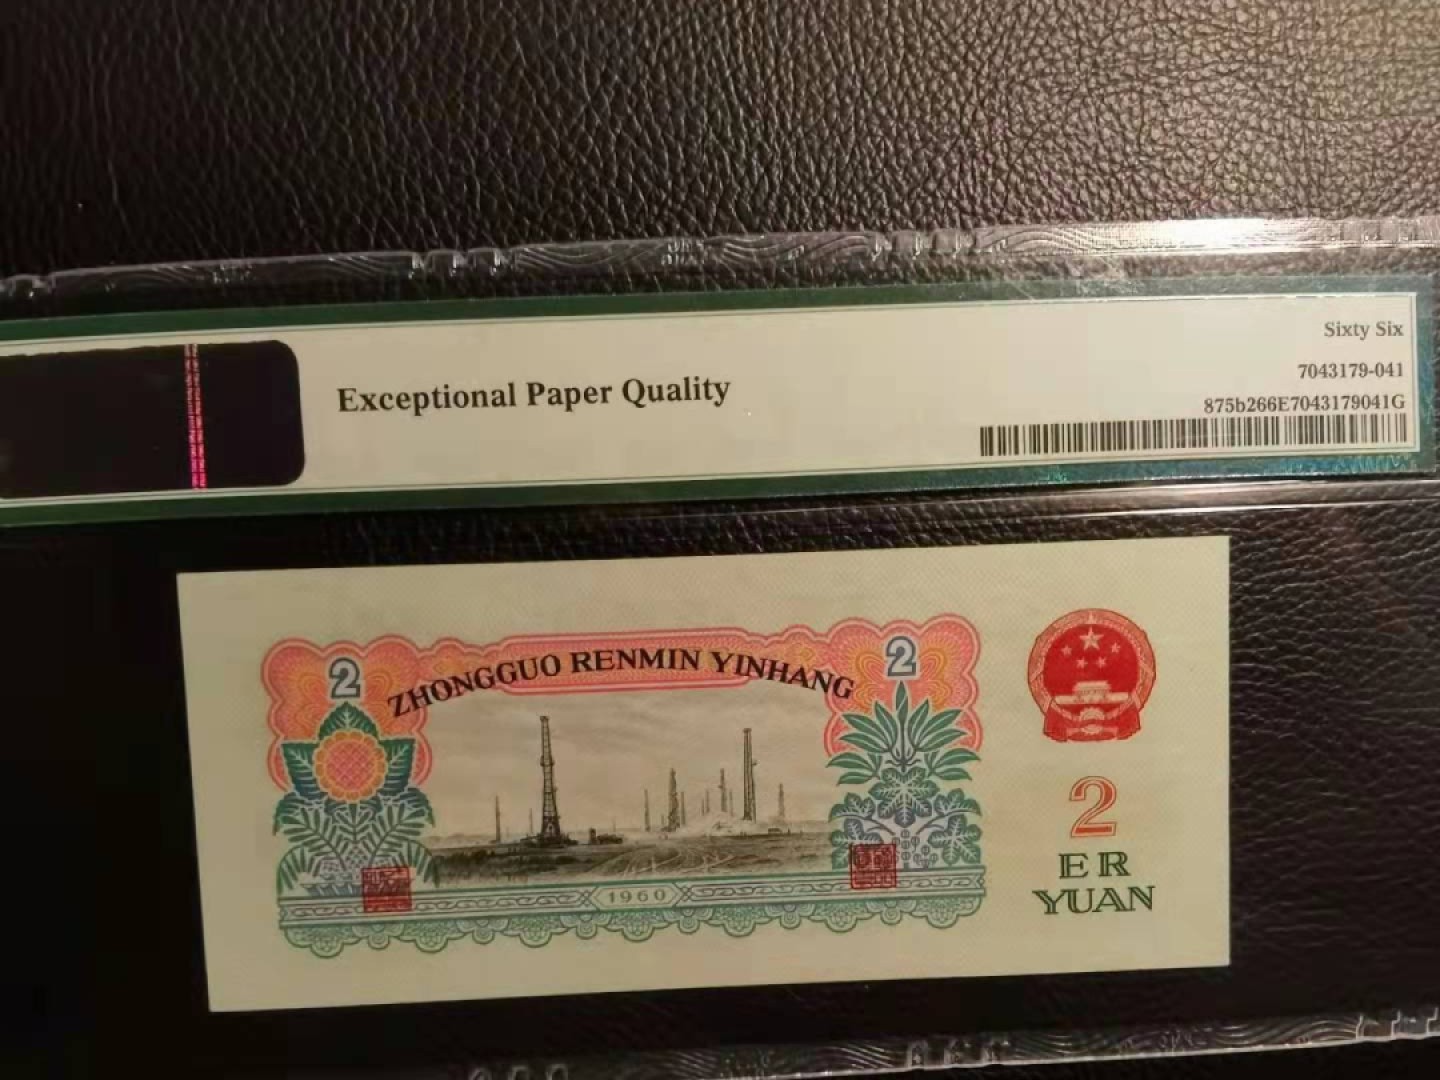 Sixty Six
Exceptional Paper Quality
7043179-041
875b266E7043179041G
ZHONGGUO RENMIN YINHANG
2
2
2
ER
YUAN
1960